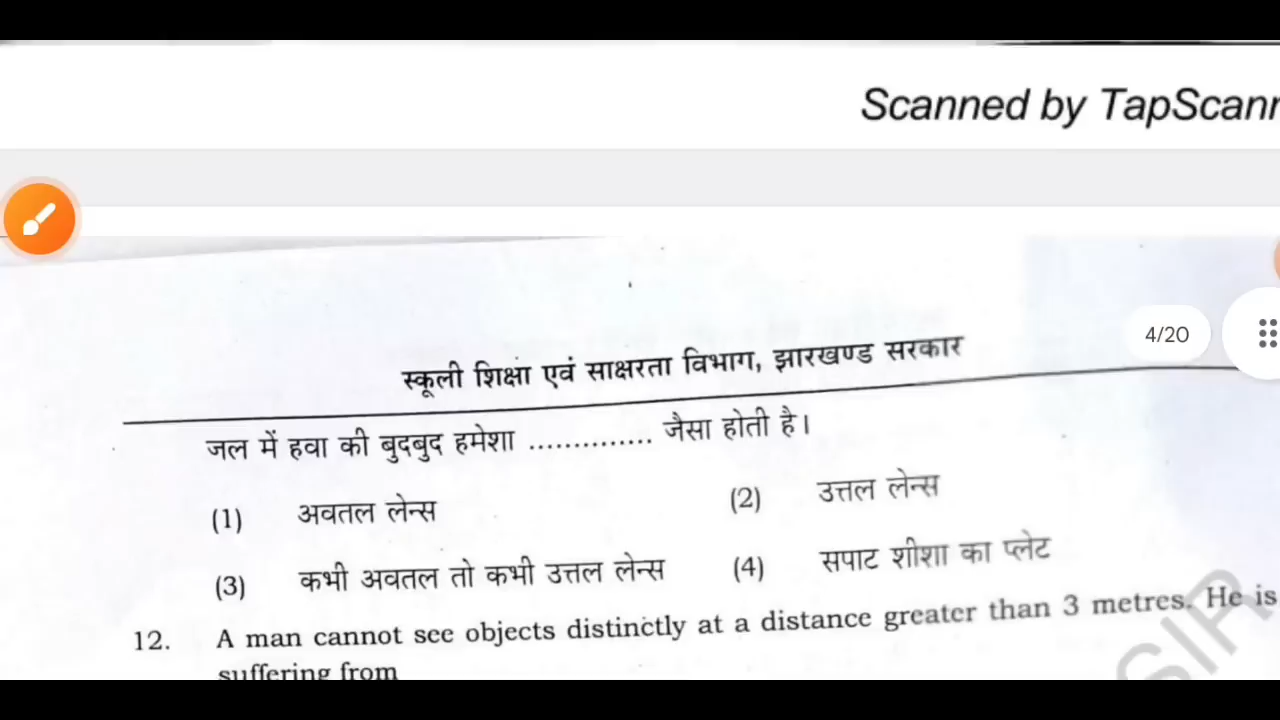 Scanned by TapScann
4/20
स्कूली शिक्षा एवं साक्षरता विभाग, झारखण्ड सरकार
जल में हवा की बुदबुद हमेशा .............. जैसा होती है।
(1) अवतल लेन्स (2) उत्तल लेन्स
(3) कभी अवतल तो कभी उत्तल लेन्स (4) सपाट शीशा का प्लेट
12. A man cannot see objects distinctly at a distance greater than 3 metres. He is
suffering from
SIR